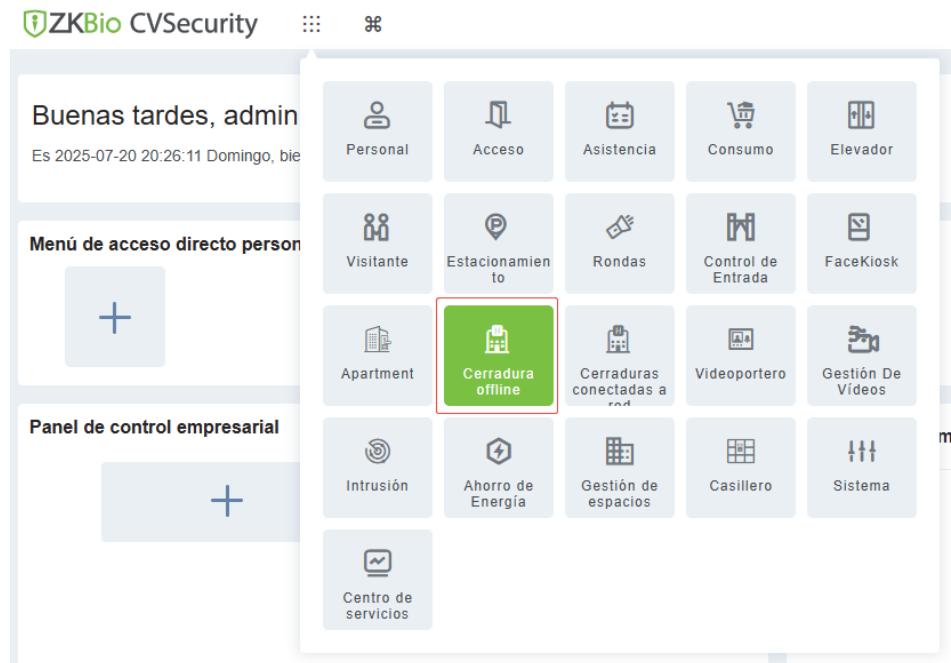 ZKBio CVSecurity
Buenas tardes, admin
Es 2025-07-20 20:26:11 Domingo, bie
Menú de acceso directo person
Panel de control empresarial
Personal
Acceso
Asistencia
Consumo
Elevador
Visitante
Estacionamien
to
Rondas
Control de
Entrada
FaceKiosk
Apartment
Cerradura
offline
Cerraduras
conectadas a
red
Videoportero
Gestión De
Vídeos
Intrusión
Ahorro de
Energía
Gestión de
espacios
Casillero
Sistema
Centro de
servicios